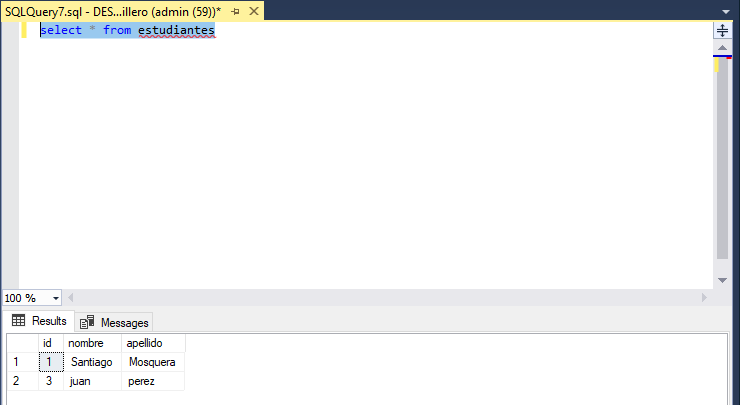 SQLQuery7.sql - DES...illero (admin (59))*
select * from estudiantes
100 %
Results Messages
id nombre apellido
1 1 Santiago Mosquera
2 3 juan perez